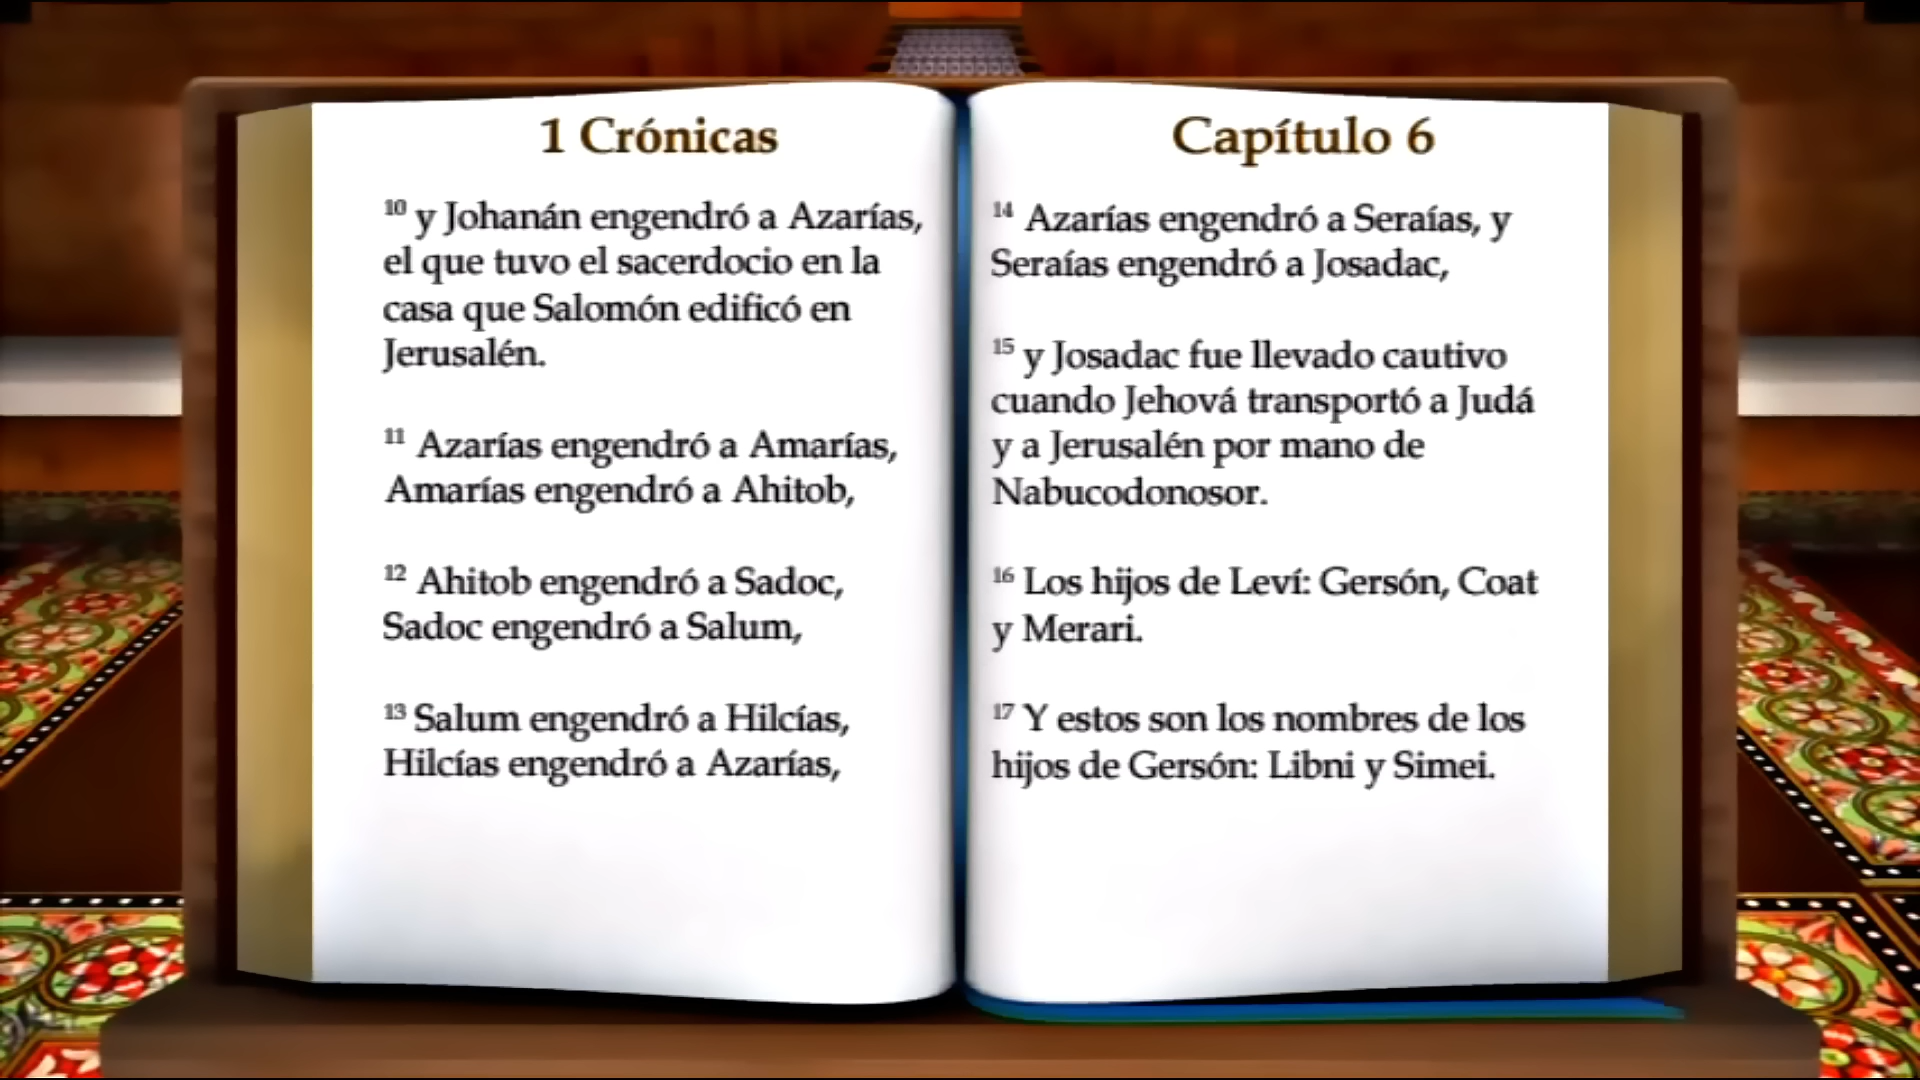 1 Crónicas
10 y Johanán engendró a Azarías,
el que tuvo el sacerdocio en la
casa que Salomón edificó en
Jerusalén.
11 Azarías engendró a Amarías,
Amarías engendró a Ahitob,
12 Ahitob engendró a Sadoc,
Sadoc engendró a Salum,
13 Salum engendró a Hilcías,
Hilcías engendró a Azarías,
Capítulo 6
14 Azarías engendró a Seraías, y
Seraías engendró a Josadac,
15 y Josadac fue llevado cautivo
cuando Jehová transportó a Judá
y a Jerusalén por mano de
Nabucodonosor.
16 Los hijos de Leví: Gersón, Coat
y Merari.
17 Y estos son los nombres de los
hijos de Gersón: Libni y Simei.